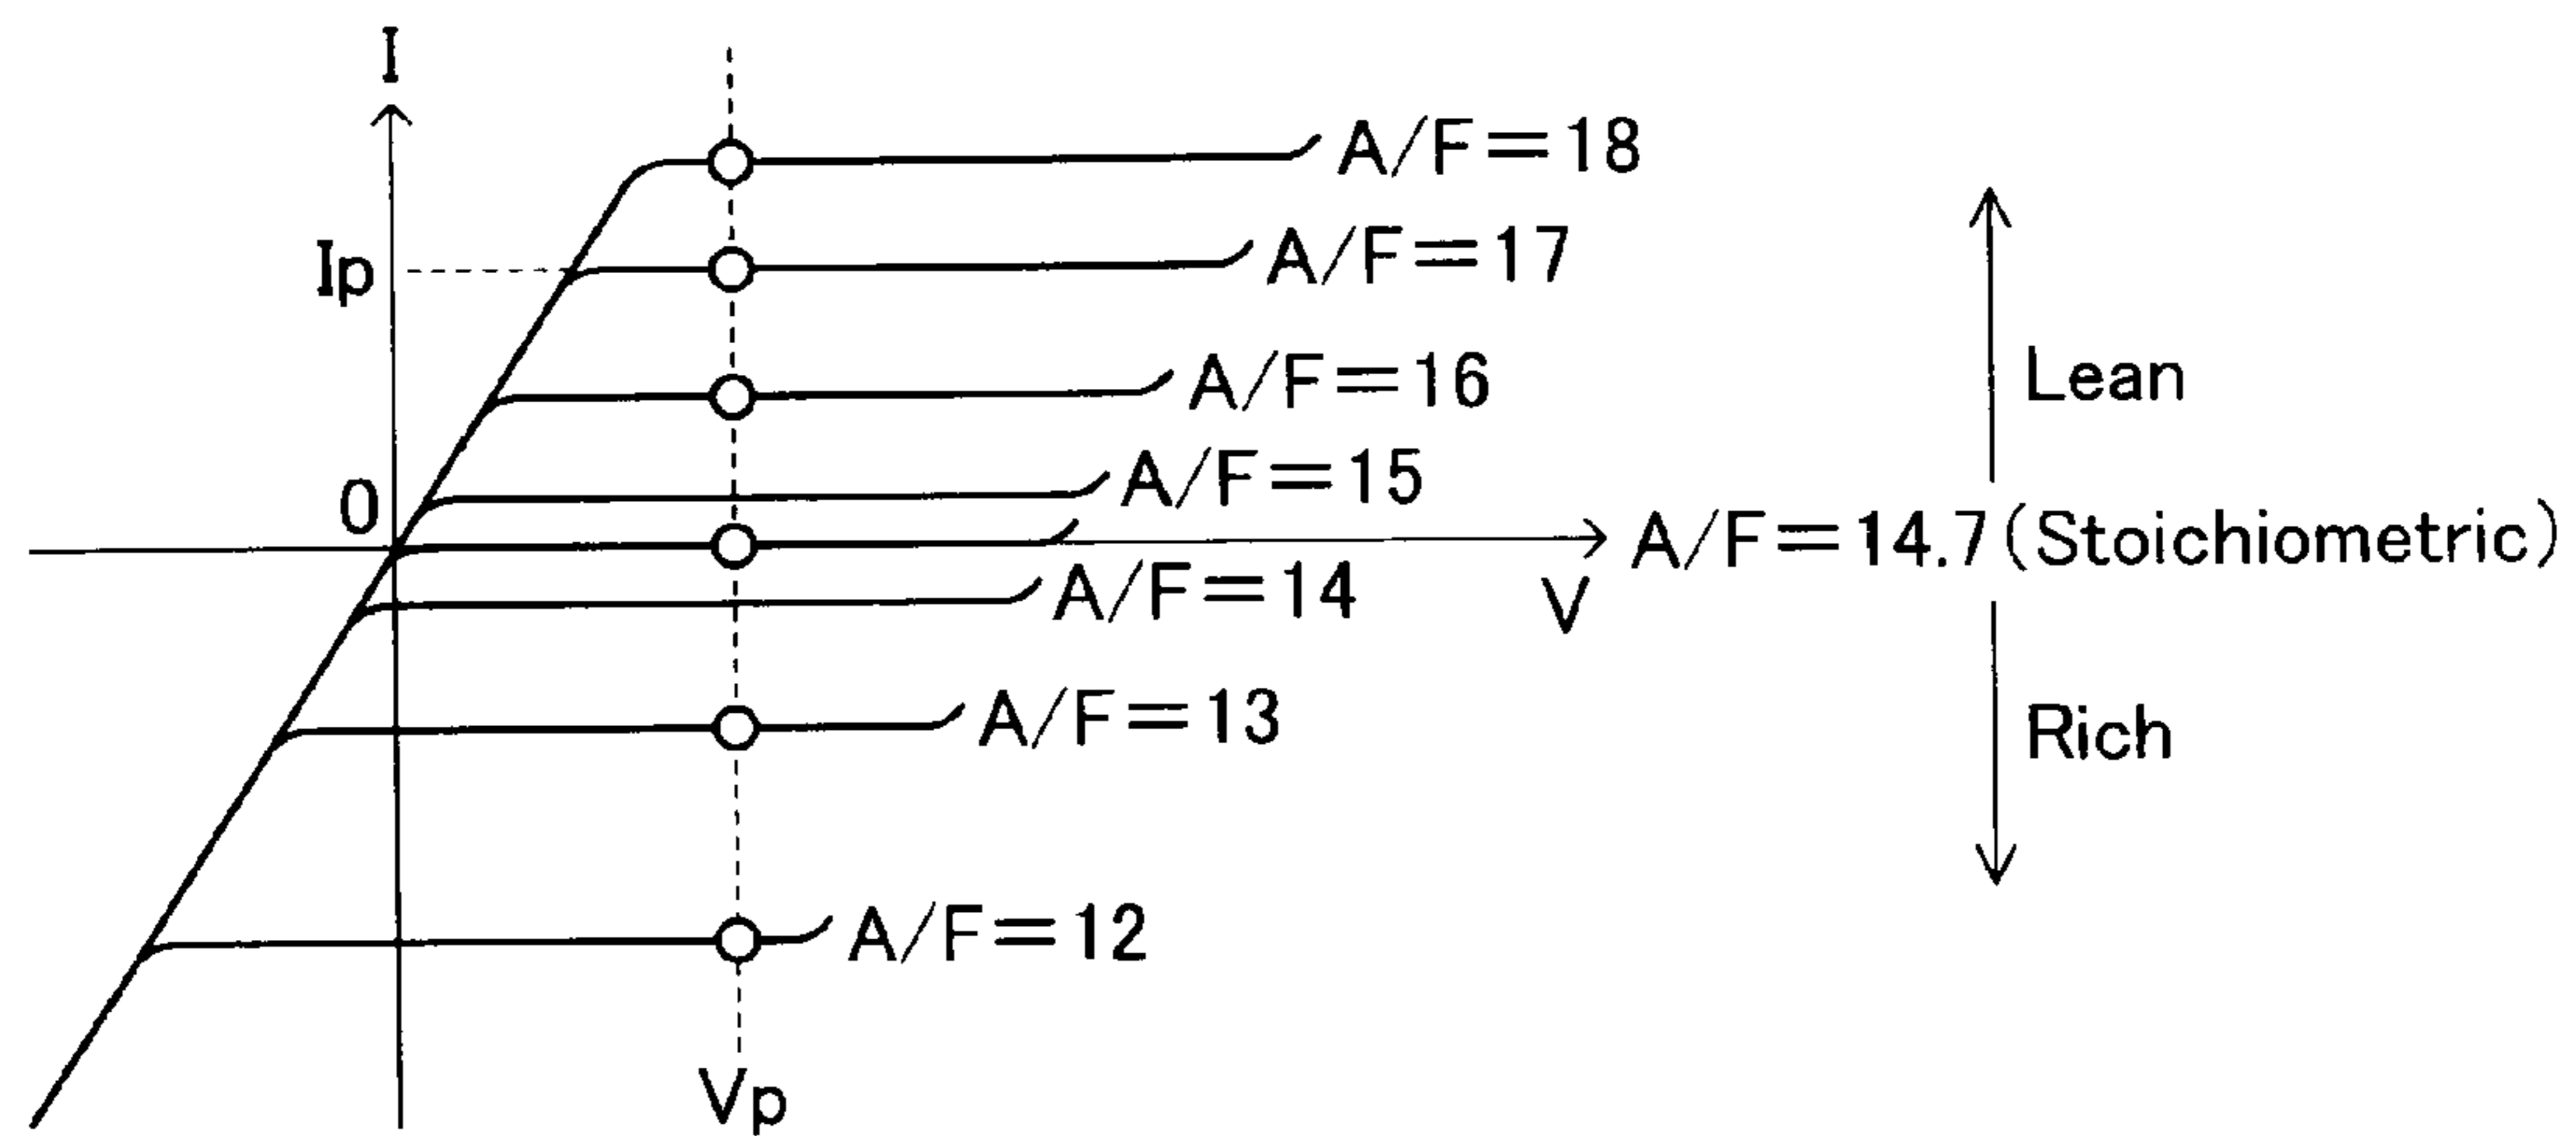 I
A/F=18
A/F=17
Ip
Lean
A/F=16
A/F=15
0
A/F=14.7(Stoichiometric)
A/F=14
V
A/F=13
Rich
A/F=12
Vp